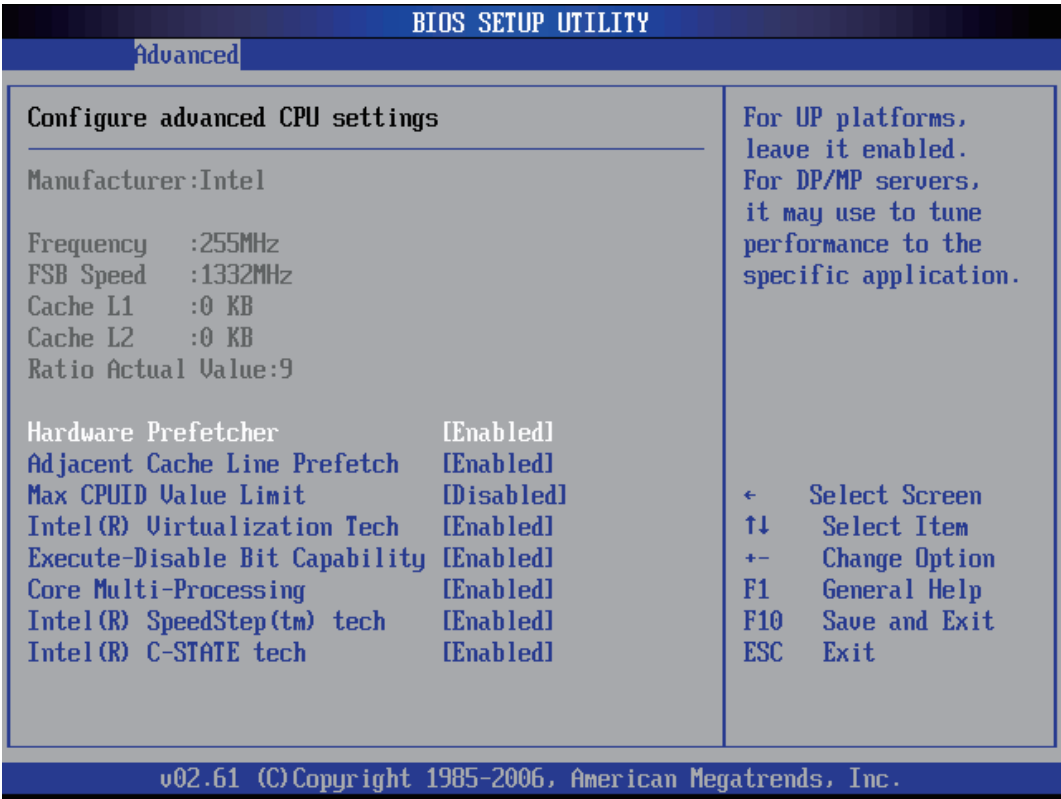 BIOS SETUP UTILITY
Advanced
Configure advanced CPU settings
Manufacturer:Intel
Frequency :255MHz
FSB Speed :1332MHz
Cache L1 :0 KB
Cache L2 :0 KB
Ratio Actual Value:9
Hardware Prefetcher [Enabled]
Adjacent Cache Line Prefetch [Enabled]
Max CPUID Value Limit [Disabled]
Intel(R) Virtualization Tech [Enabled]
Execute-Disable Bit Capability [Enabled]
Core Multi-Processing [Enabled]
Intel(R) SpeedStep(tm) tech [Enabled]
Intel(R) C-STATE tech [Enabled]
For UP platforms,
leave it enabled.
For DP/MP servers,
it may use to tune
performance to the
specific application.
← Select Screen
↑↓ Select Item
+- Change Option
F1 General Help
F10 Save and Exit
ESC Exit
v02.61 (C)Copyright 1985-2006, American Megatrends, Inc.